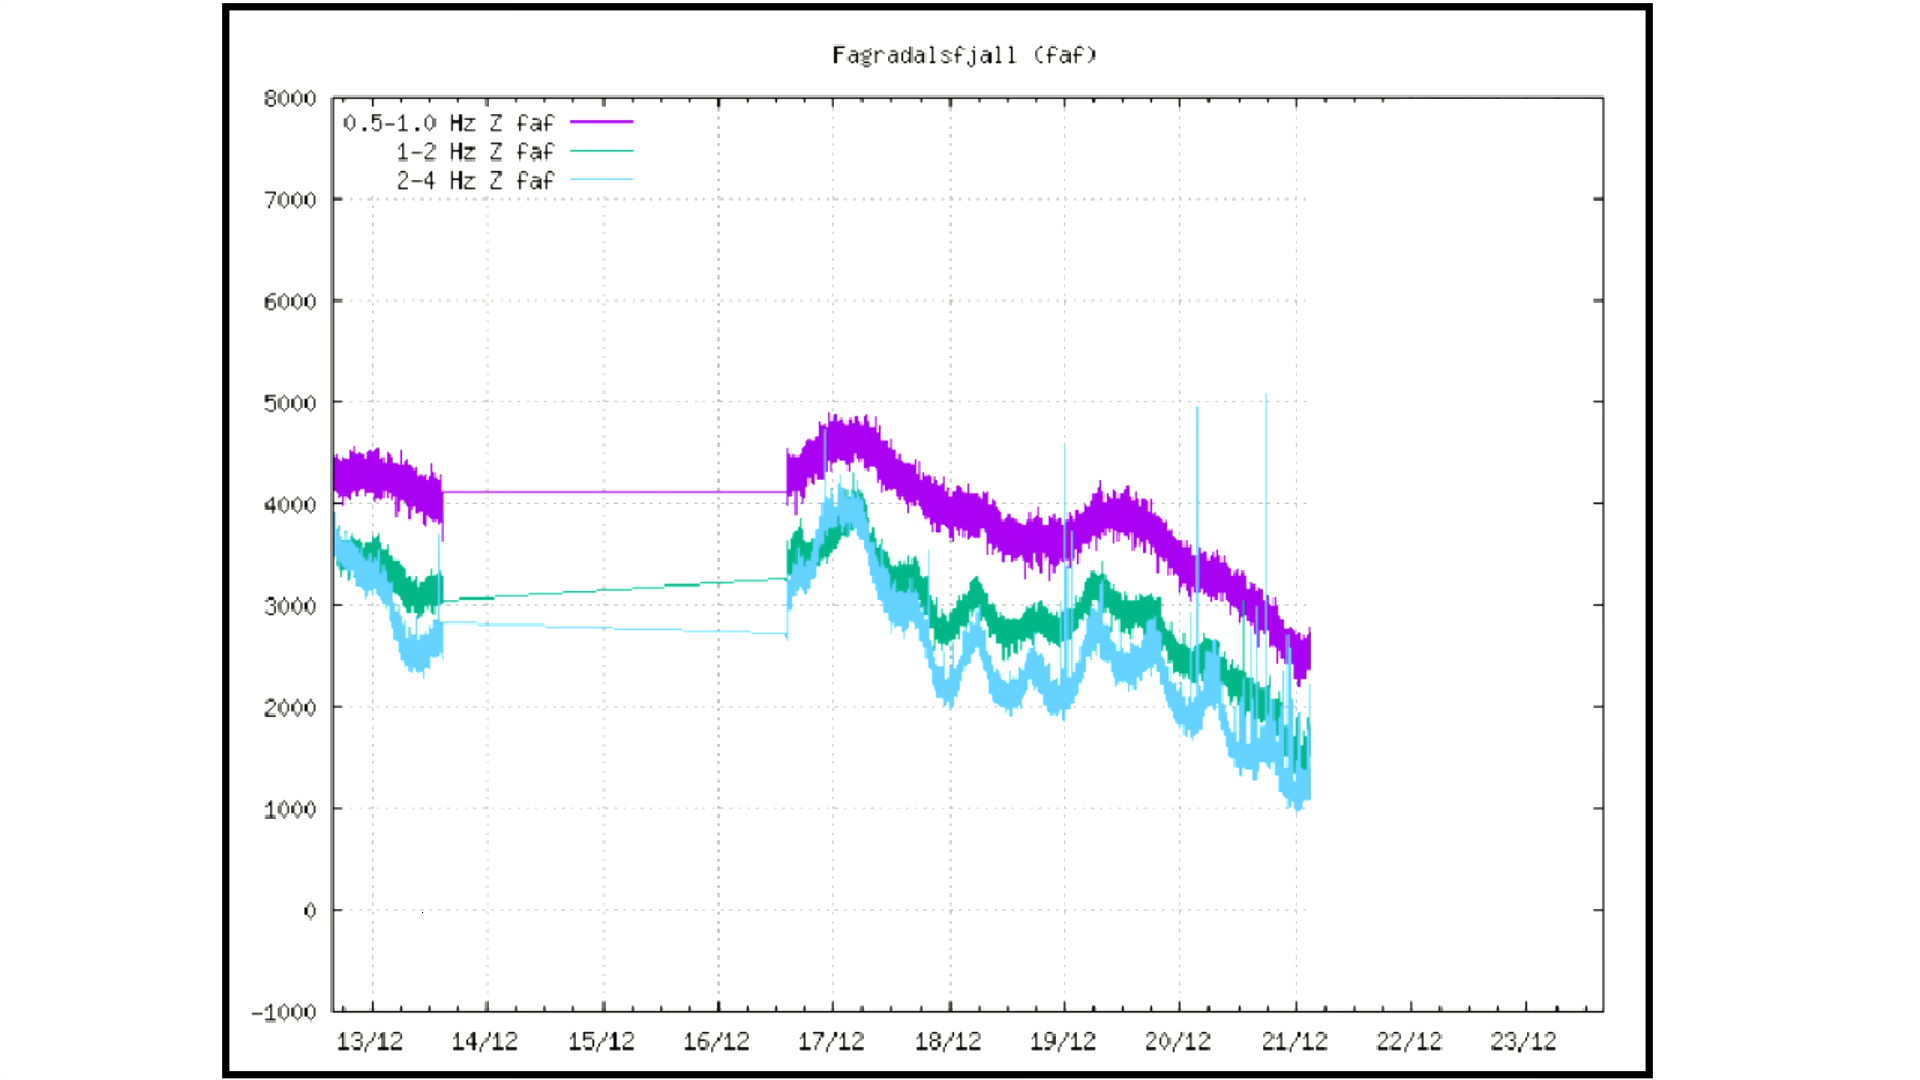 Fagradalsfjall (faf)
8000
0.5-1.0 Hz Z faf
1-2 Hz Z faf
2-4 Hz Z faf
7000
6000
5000
4000
3000
2000
1000
0
-1000
13/12 14/12 15/12 16/12 17/12 18/12 19/12 20/12 21/12 22/12 23/12